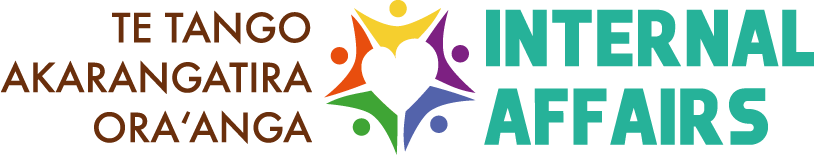 TE TANGO
AKARANGATIRA
ORA‘ANGA
INTERNAL
AFFAIRS